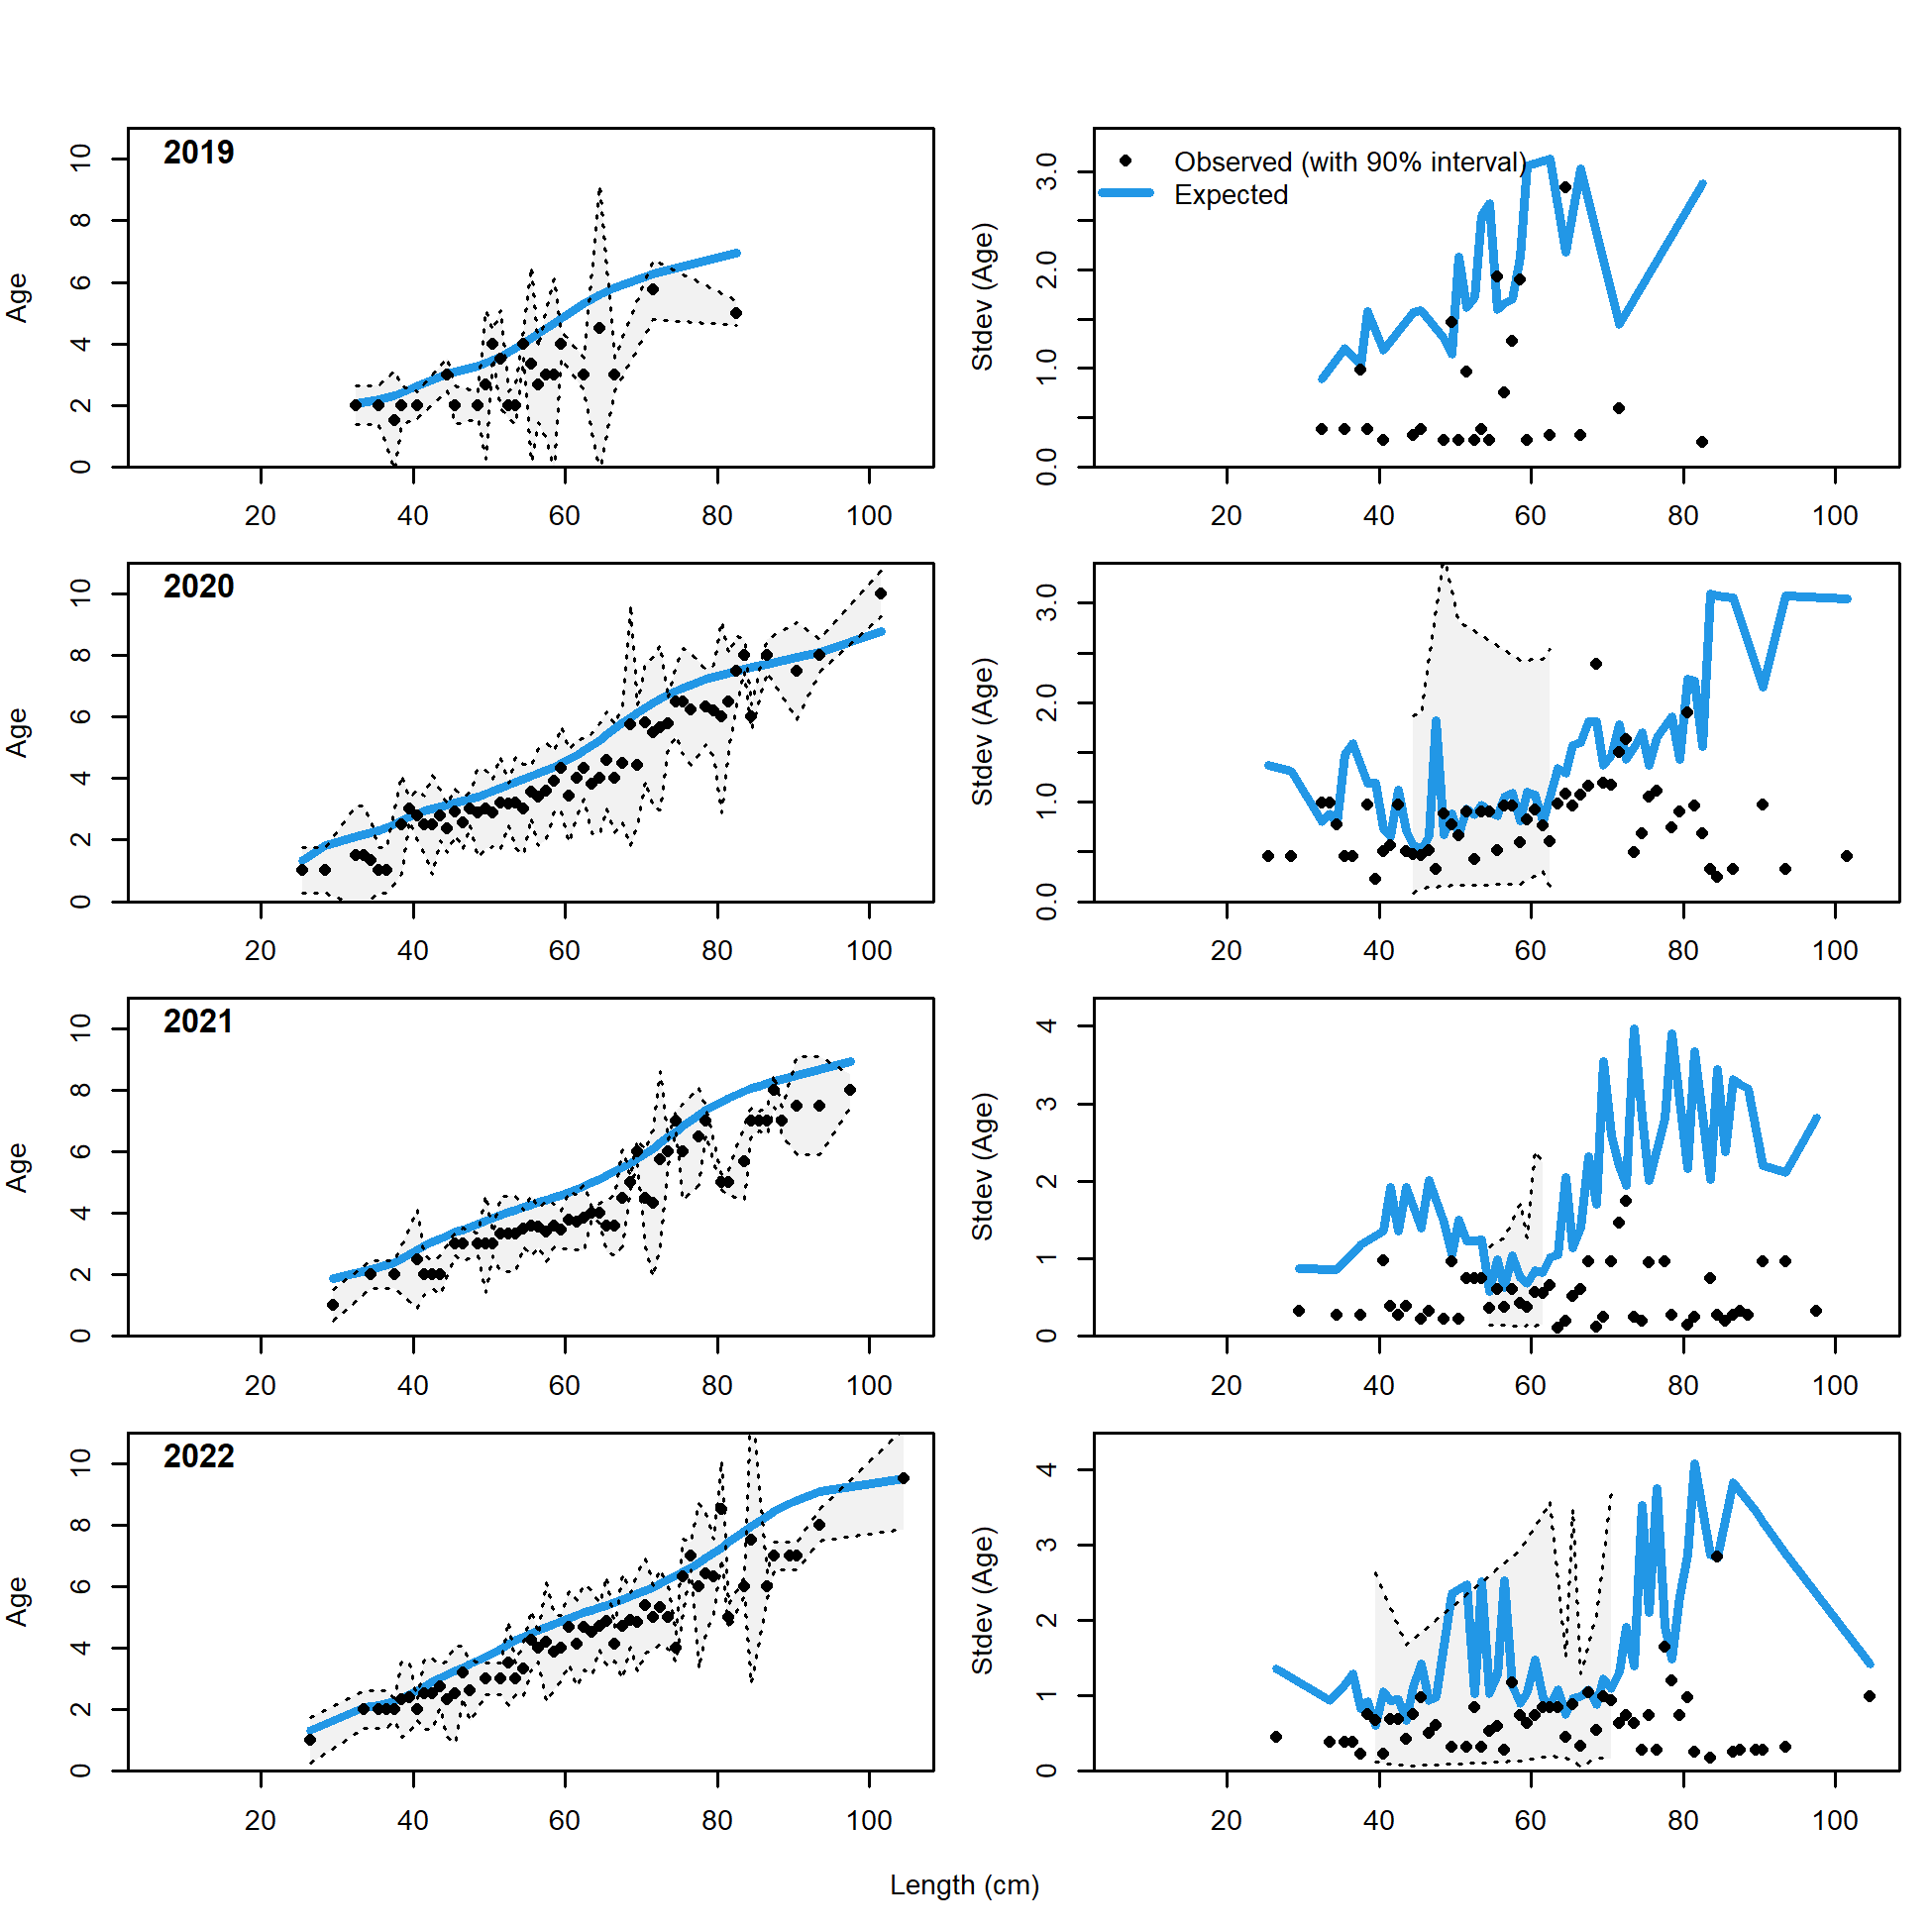 2019
Age
0 2 4 6 8 10
20 40 60 80 100
Observed (with 90% interval)
Expected
Stdev (Age)
0.0 1.0 2.0 3.0
20 40 60 80 100
2020
Age
0 2 4 6 8 10
20 40 60 80 100
Stdev (Age)
0.0 1.0 2.0 3.0
20 40 60 80 100
2021
Age
0 2 4 6 8 10
20 40 60 80 100
Stdev (Age)
0 1 2 3 4
20 40 60 80 100
2022
Age
0 2 4 6 8 10
20 40 60 80 100
Stdev (Age)
0 1 2 3 4
20 40 60 80 100
Length (cm)